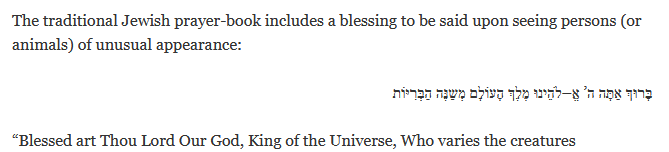 The traditional Jewish prayer-book includes a blessing to be said upon seeing persons (or
animals) of unusual appearance:
בָּרוּךְ אַתָּה ה’ אֱ–לֹהֵינוּ מֶלֶךְ הָעוֹלָם מְשַׁנֶּה הַבְּרִיּוֹת
“Blessed art Thou Lord Our God, King of the Universe, Who varies the creatures